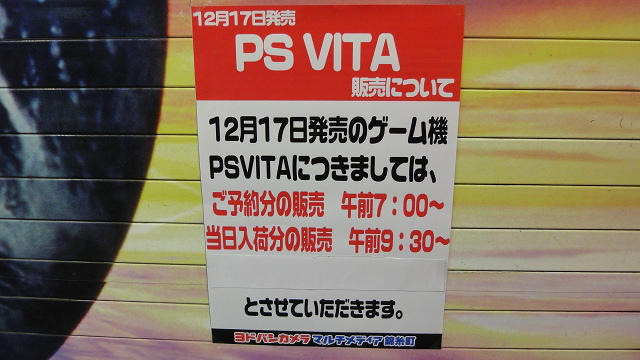 12月17日発売
PS VITA
販売について
12月17日発売のゲーム機
PSVITAにつきましては、
ご予約分の販売 午前7：00〜
当日入荷分の販売 午前9：30〜
とさせていただきます。
ヨドバシカメラ マルチメディア 錦糸町